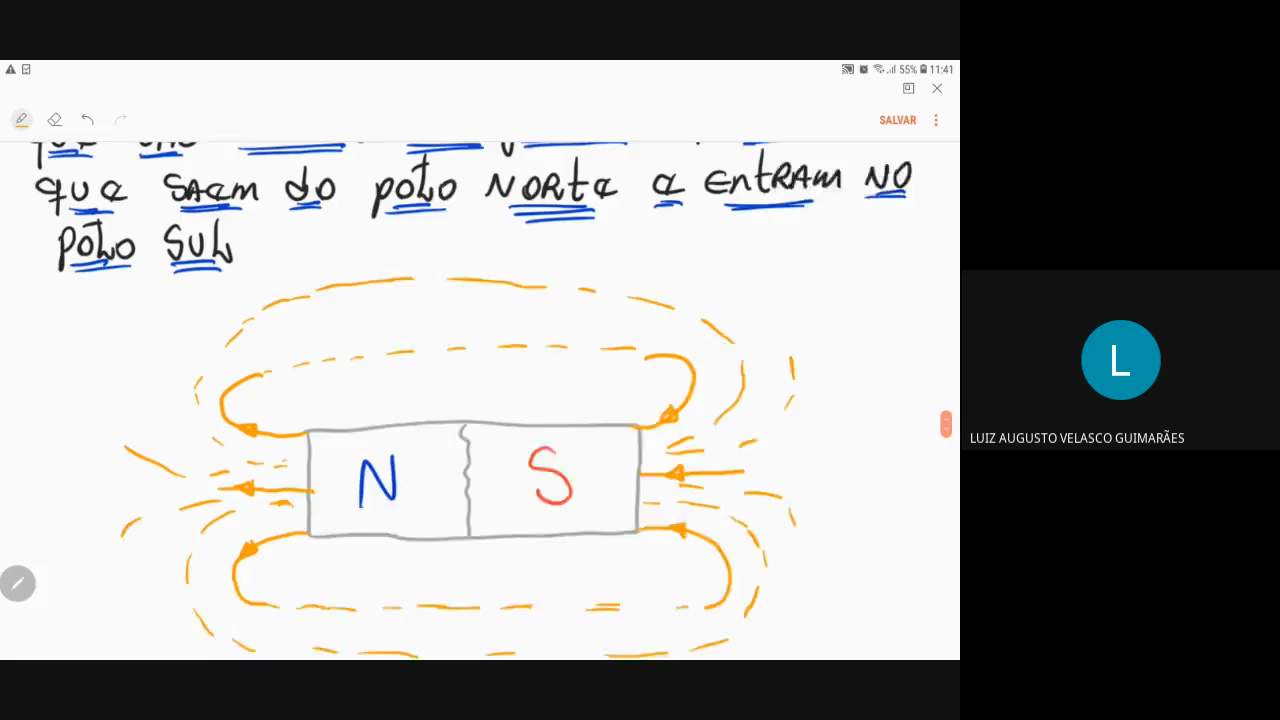 55% 11:41
SALVAR
que saem do polo NORTE e ENTRAM NO
POLO SUL
N S
L
LUIZ AUGUSTO VELASCO GUIMARÃES